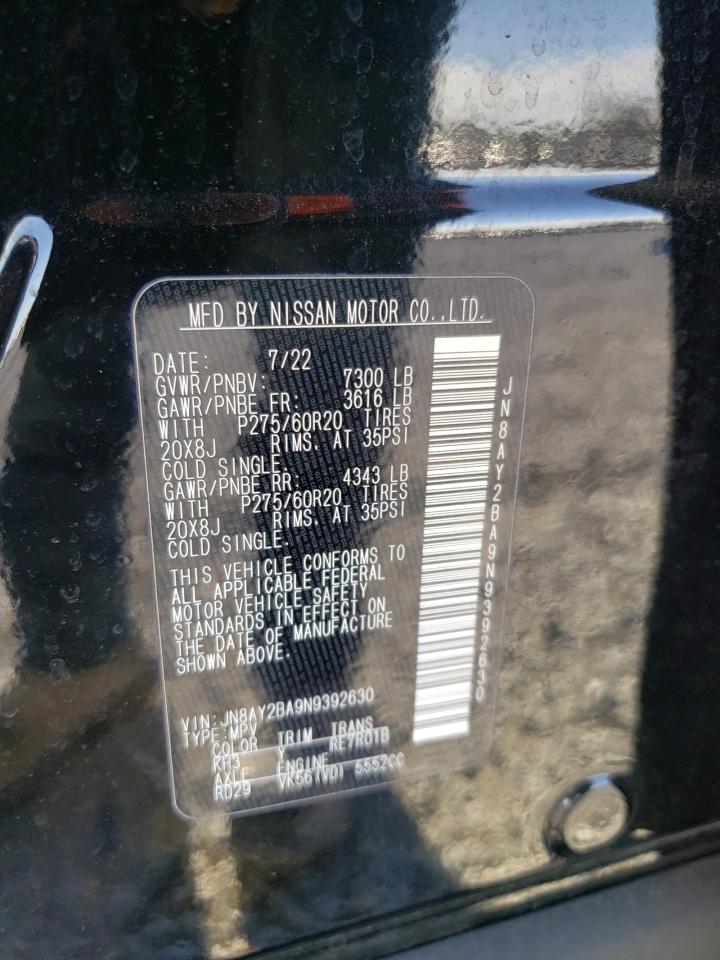 MFD BY NISSAN MOTOR CO.,LTD.
DATE: 7/22
GVWR/PNBV: 7300 LB
GAWR/PNBE FR: 3616 LB
WITH P275/60R20 TIRES
20X8J RIMS, AT 35PSI
COLD SINGLE.
GAWR/PNBE RR: 4343 LB
WITH P275/60R20 TIRES
20X8J RIMS, AT 35PSI
COLD SINGLE.
THIS VEHICLE CONFORMS TO
ALL APPLICABLE FEDERAL
MOTOR VEHICLE SAFETY
STANDARDS IN EFFECT ON
THE DATE OF MANUFACTURE
SHOWN ABOVE.
VIN:JN8AY2BA9N9392630
TYPE:MPV
COLOR TRIM TRANS
KH3 Y RE7R01B
AXLE ENGINE
RD29 VK56(VD) 5552CC
JN8AY2BA9N9392630